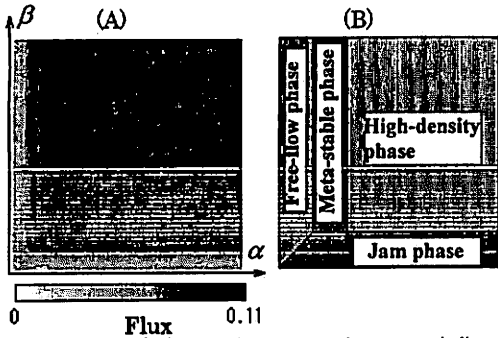 β
(A)
(B)
Free-flow phase
Meta-stable phase
High-density
phase
Jam phase
α
0
0.11
Flux